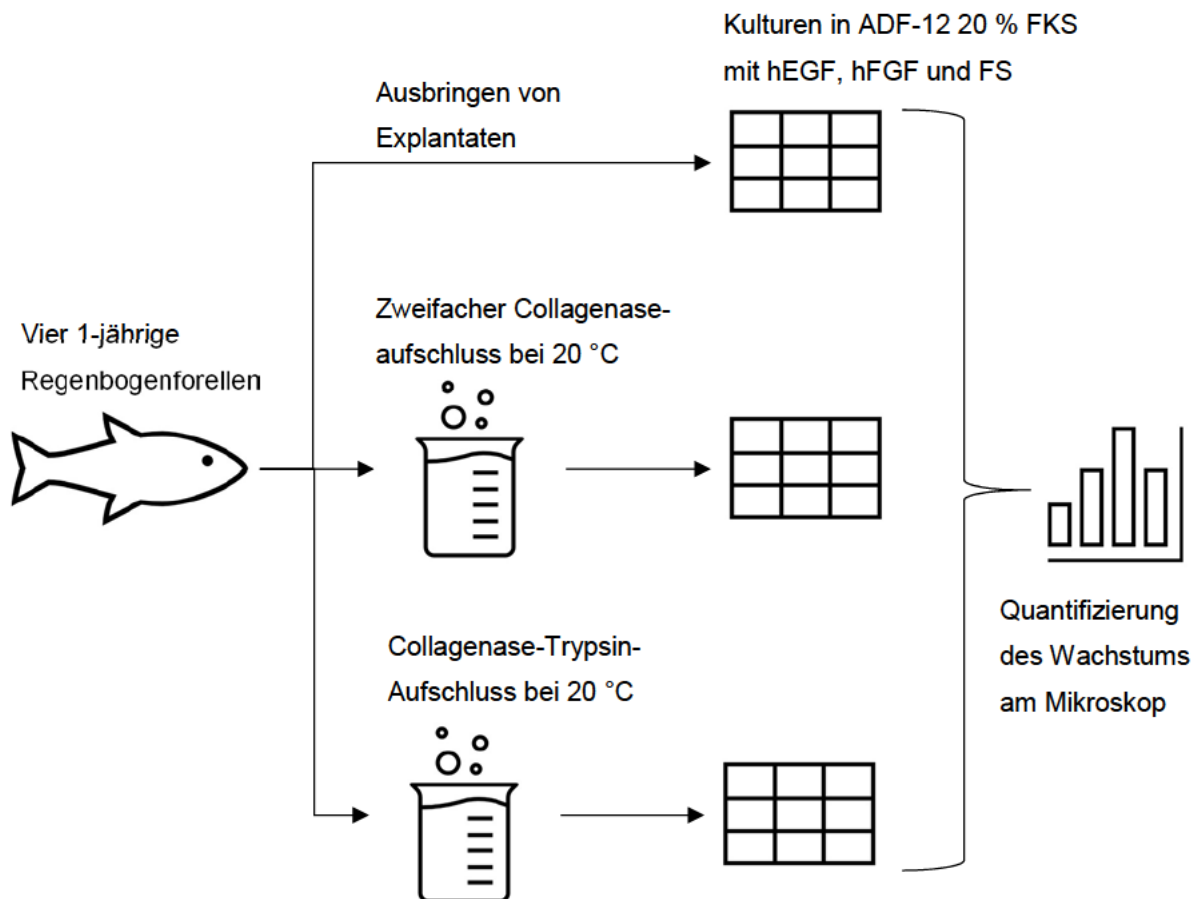 Kulturen in ADF-12 20 % FKS
mit hEGF, hFGF und FS
Ausbringen von
Explantaten
Zweifacher Collagenase-
aufschluss bei 20 °C
Vier 1-jährige
Regenbogenforellen
Collagenase-Trypsin-
Aufschluss bei 20 °C
Quantifizierung
des Wachstums
am Mikroskop